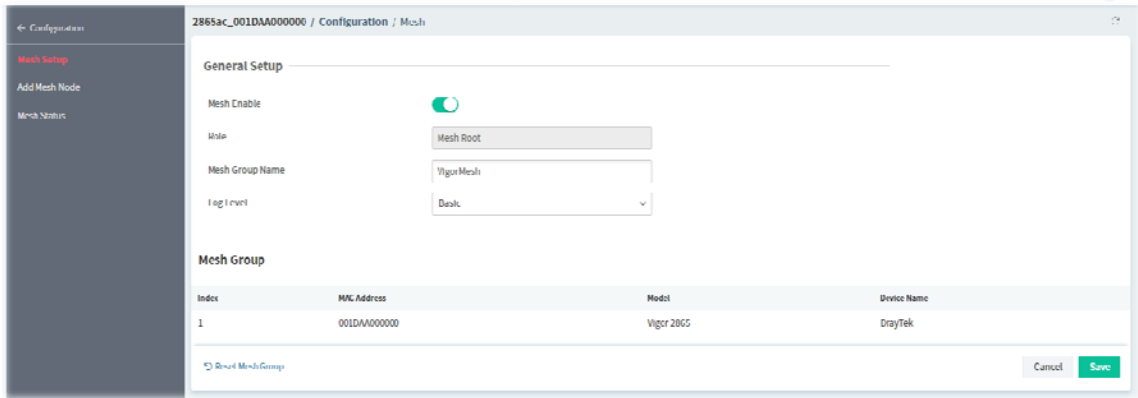 ← Configuration
2865ac_001DAA000000 / Configuration / Mesh
Mesh Setup
Add Mesh Node
Mesh Status
General Setup
Mesh Enable
Role
Mesh Root
Mesh Group Name
VigorMesh
Log Level
Basic
Mesh Group
Index MAC Address Model Device Name
1 001DAA000000 Vigor 2865 DrayTek
Reset Mesh Group
Cancel
Save